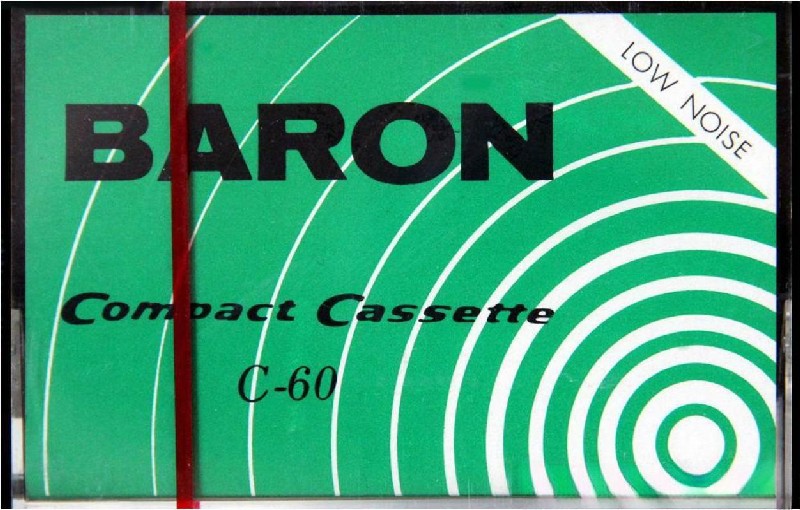 LOW NOISE
BARON
Compact Cassette
C-60